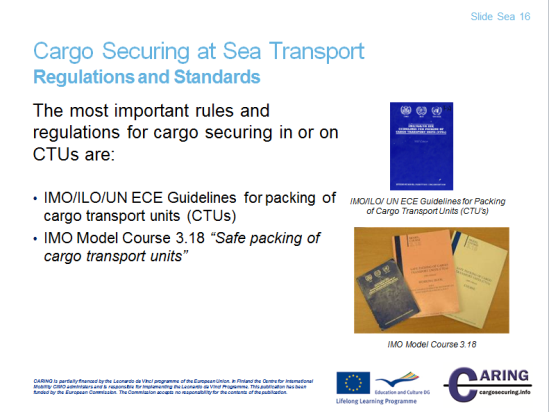 Slide Sea 16
Cargo Securing at Sea Transport
Regulations and Standards
The most important rules and
regulations for cargo securing in or on
CTUs are:
• IMO/ILO/UN ECE Guidelines for packing of
cargo transport units (CTUs)
• IMO Model Course 3.18 “Safe packing of
cargo transport units”
IMO/ILO/ UN ECE Guidelines for Packing
of Cargo Transport Units (CTU's)
IMO Model Course 3.18
CARING is partially financed by the Leonardo da Vinci programme of the European Union. In Finland the Centre for International
Mobility CIMO administers and is responsible for implementing the Leonardo da Vinci Programme. This publication has been
funded by the European Commission. The Commission accepts no responsibility for the contents of the publication.
Education and Culture DG
Lifelong Learning Programme
CARING
cargosecuring.info